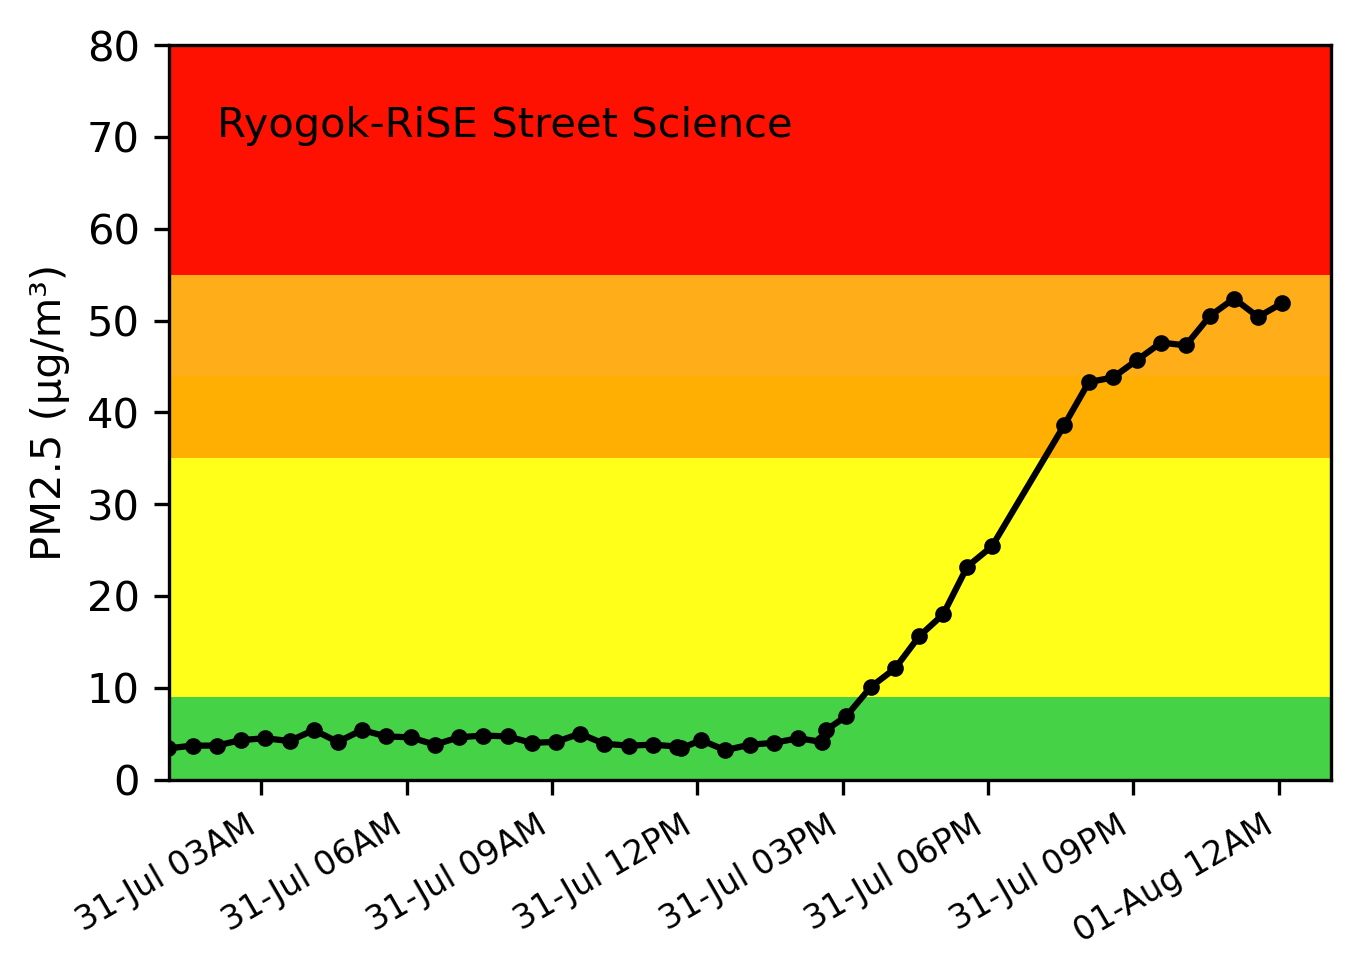 80
Ryogok-RiSE Street Science
70
60
50
40
30
20
10
0
PM2.5 (µg/m³)
31-Jul 03AM
31-Jul 06AM
31-Jul 09AM
31-Jul 12PM
31-Jul 03PM
31-Jul 06PM
31-Jul 09PM
01-Aug 12AM